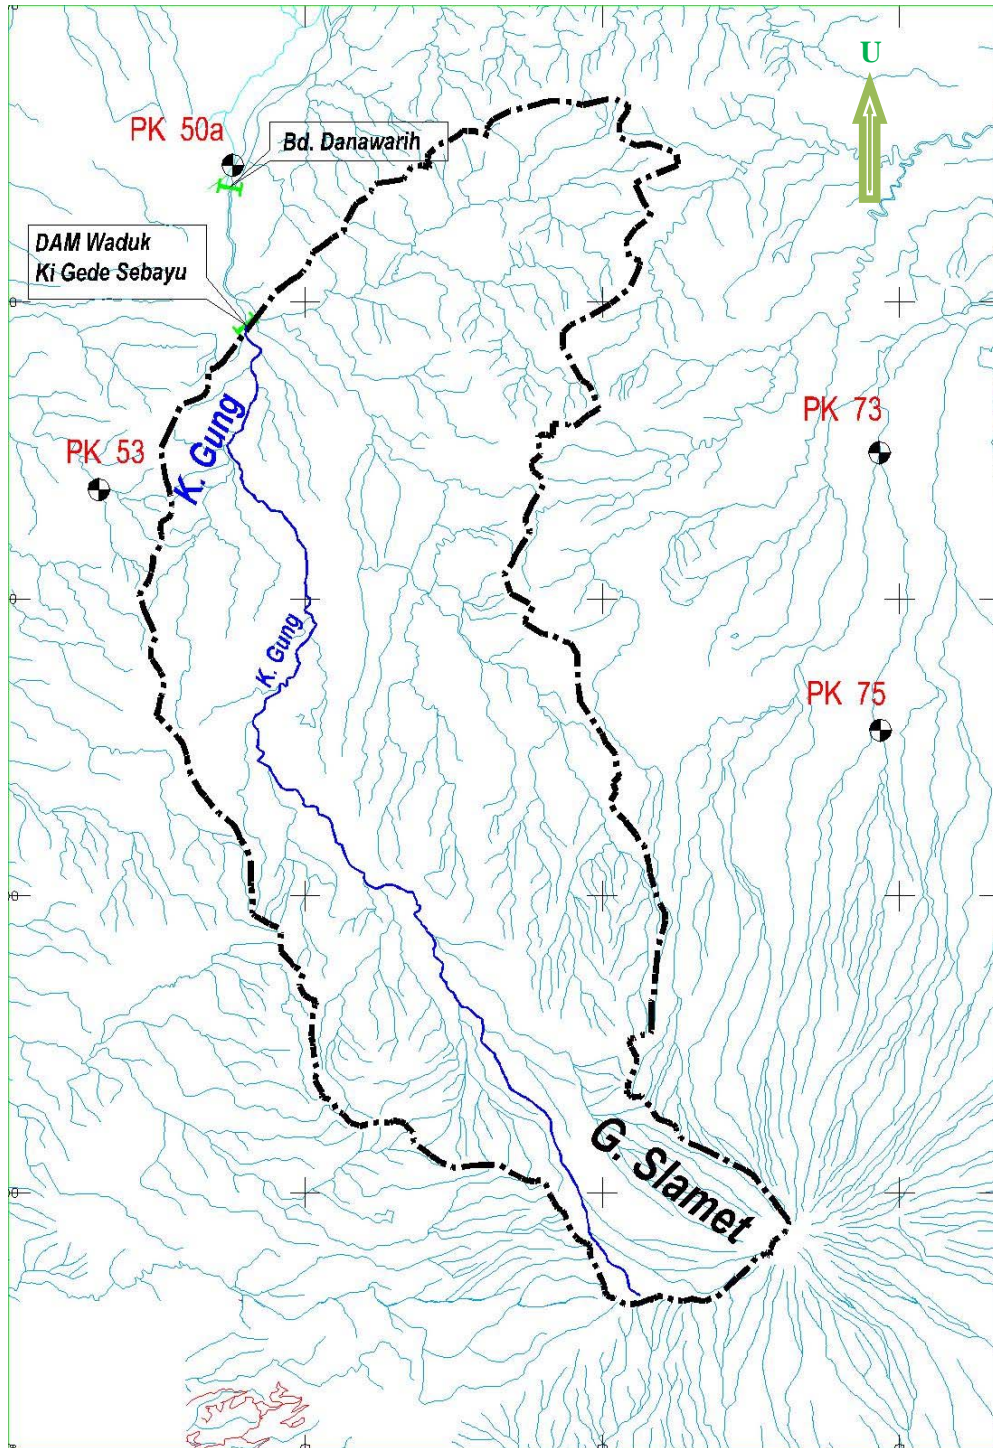 U
PK 50a
Bd. Danawarih
DAM Waduk
Ki Gede Sebayu
K. Gung
PK 53
PK 73
K. Gung
PK 75
G. Slamet